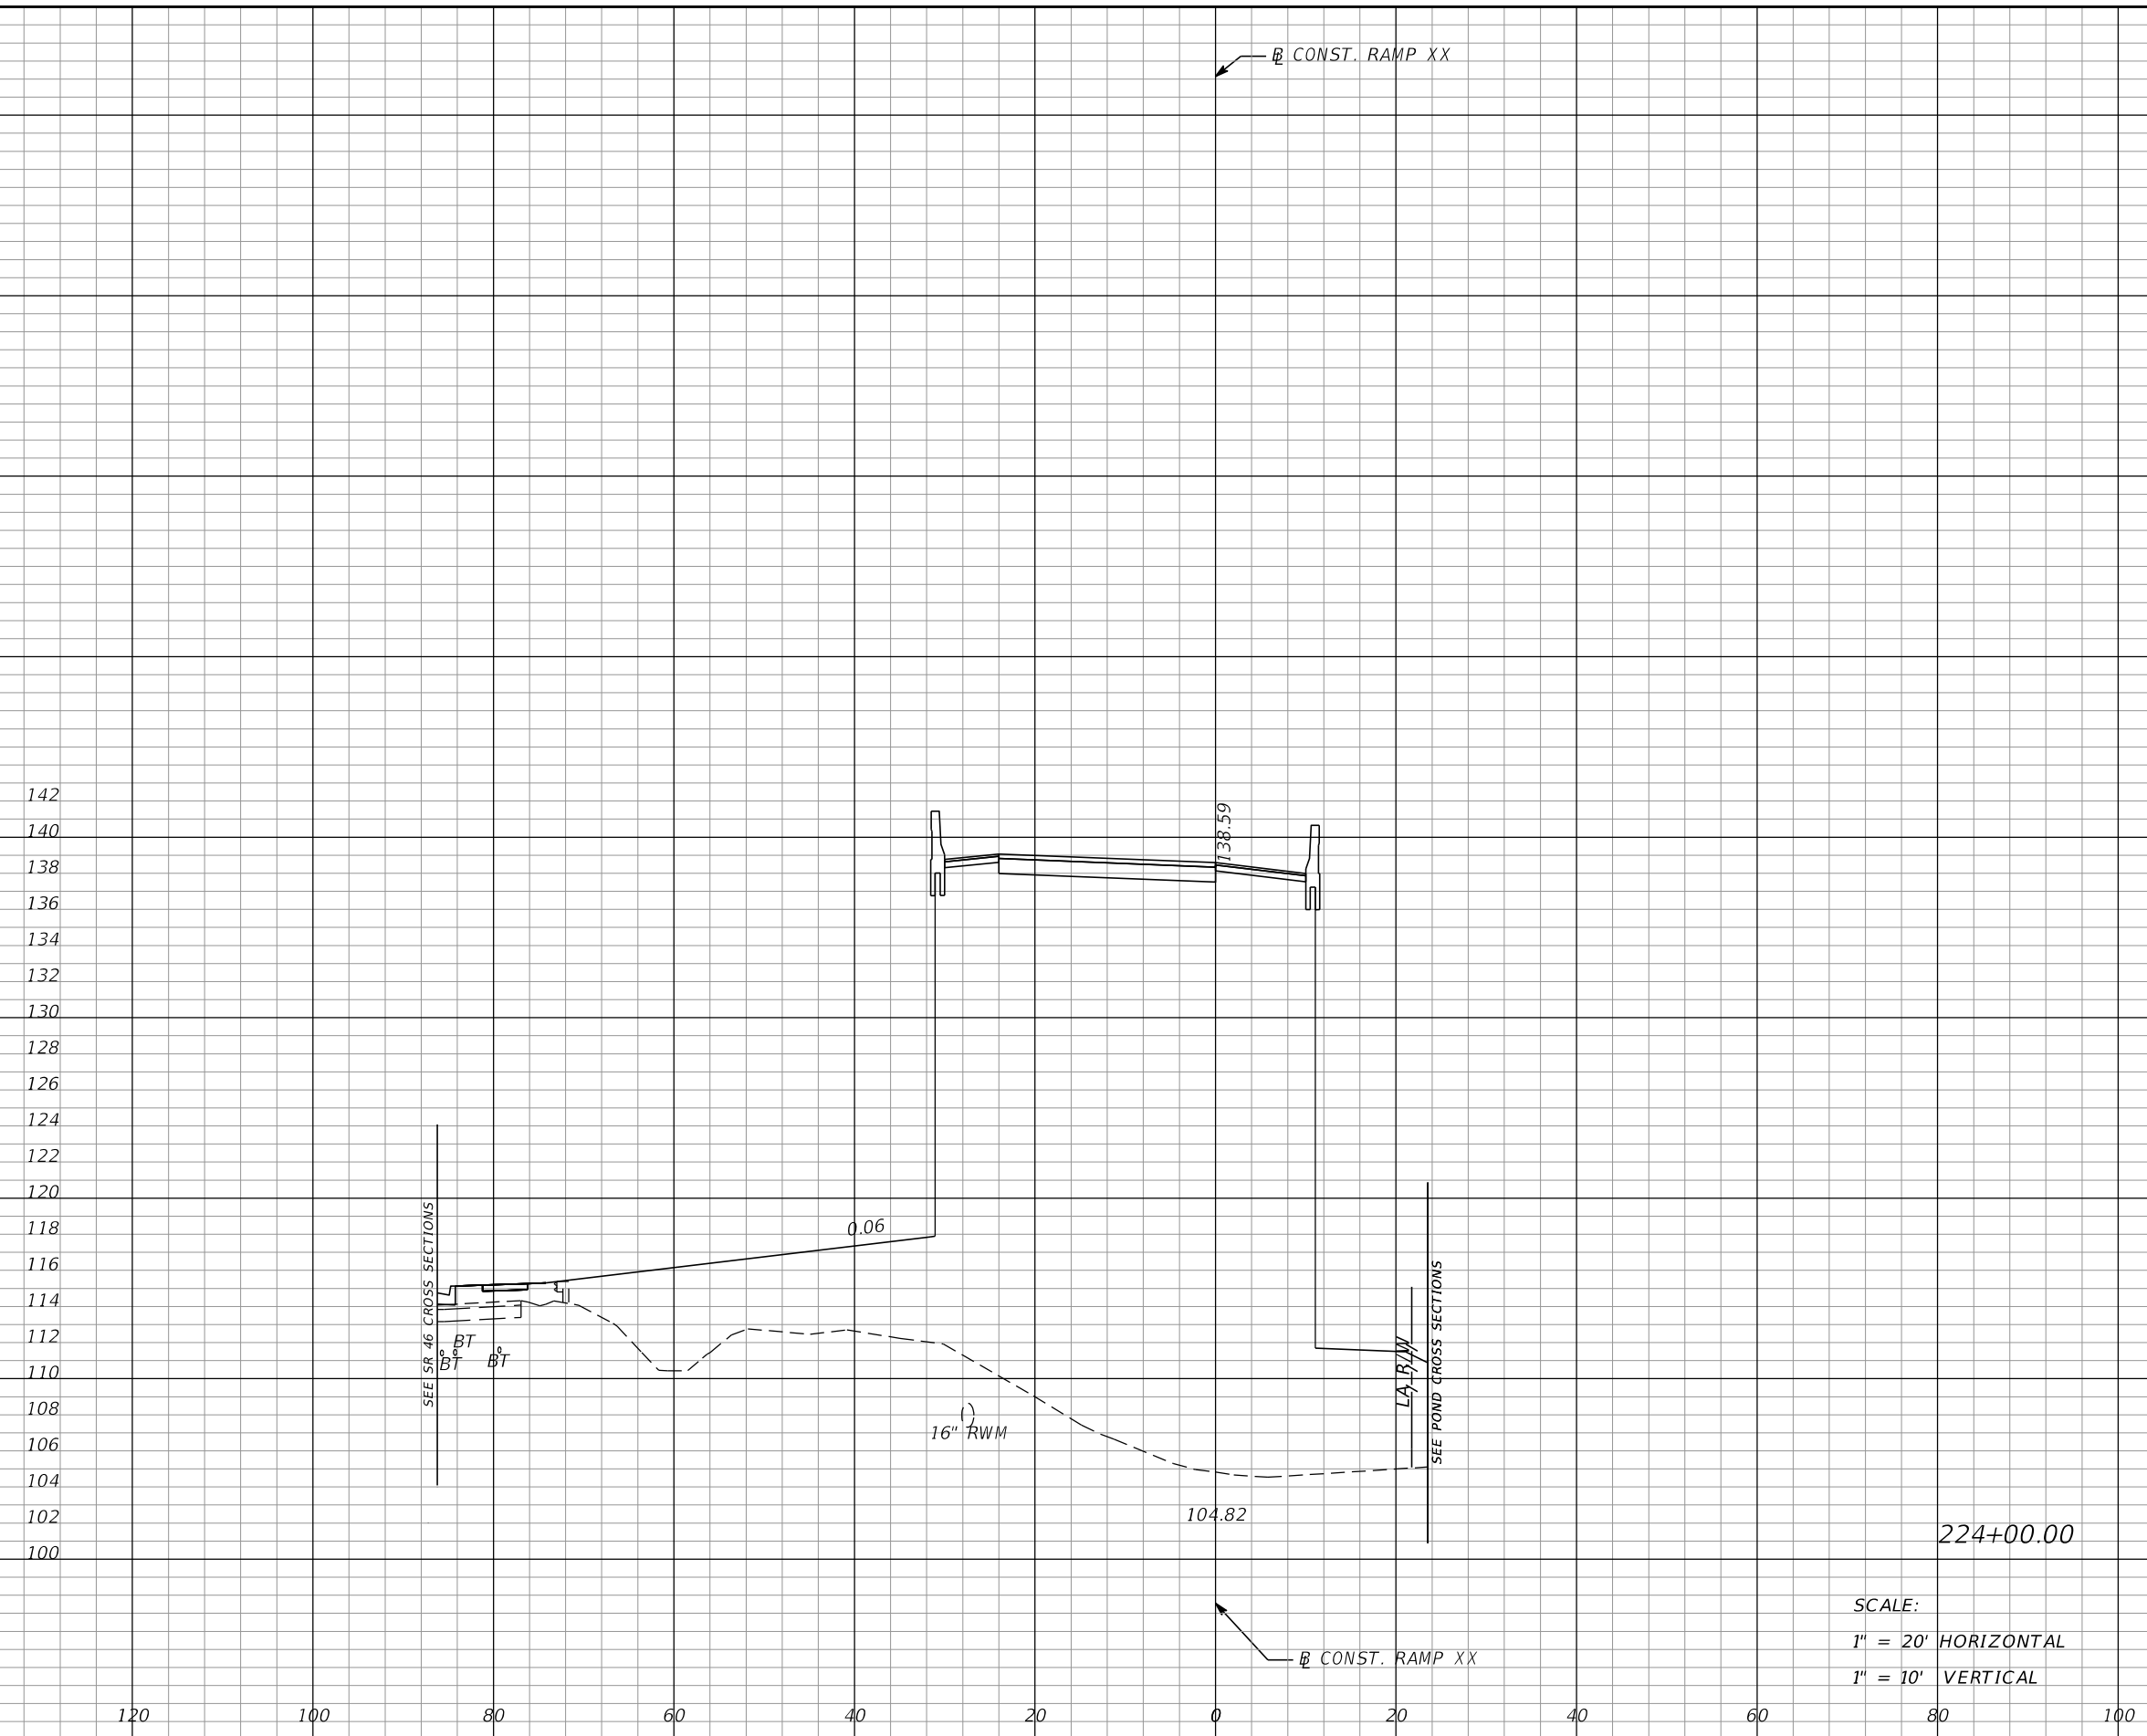 BL CONST. RAMP XX
142
140
138
136
134
132
130
128
126
124
122
120
118
116
114
112
110
108
106
104
102
100
138.59
0.06
SEE SR 46 CROSS SECTIONS
BT
BT
BT
16" RWM
LA R/W
SEE POND CROSS SECTIONS
104.82
224+00.00
SCALE:
1" = 20' HORIZONTAL
1" = 10' VERTICAL
BL CONST. RAMP XX
120 100 80 60 40 20 0 20 40 60 80 100